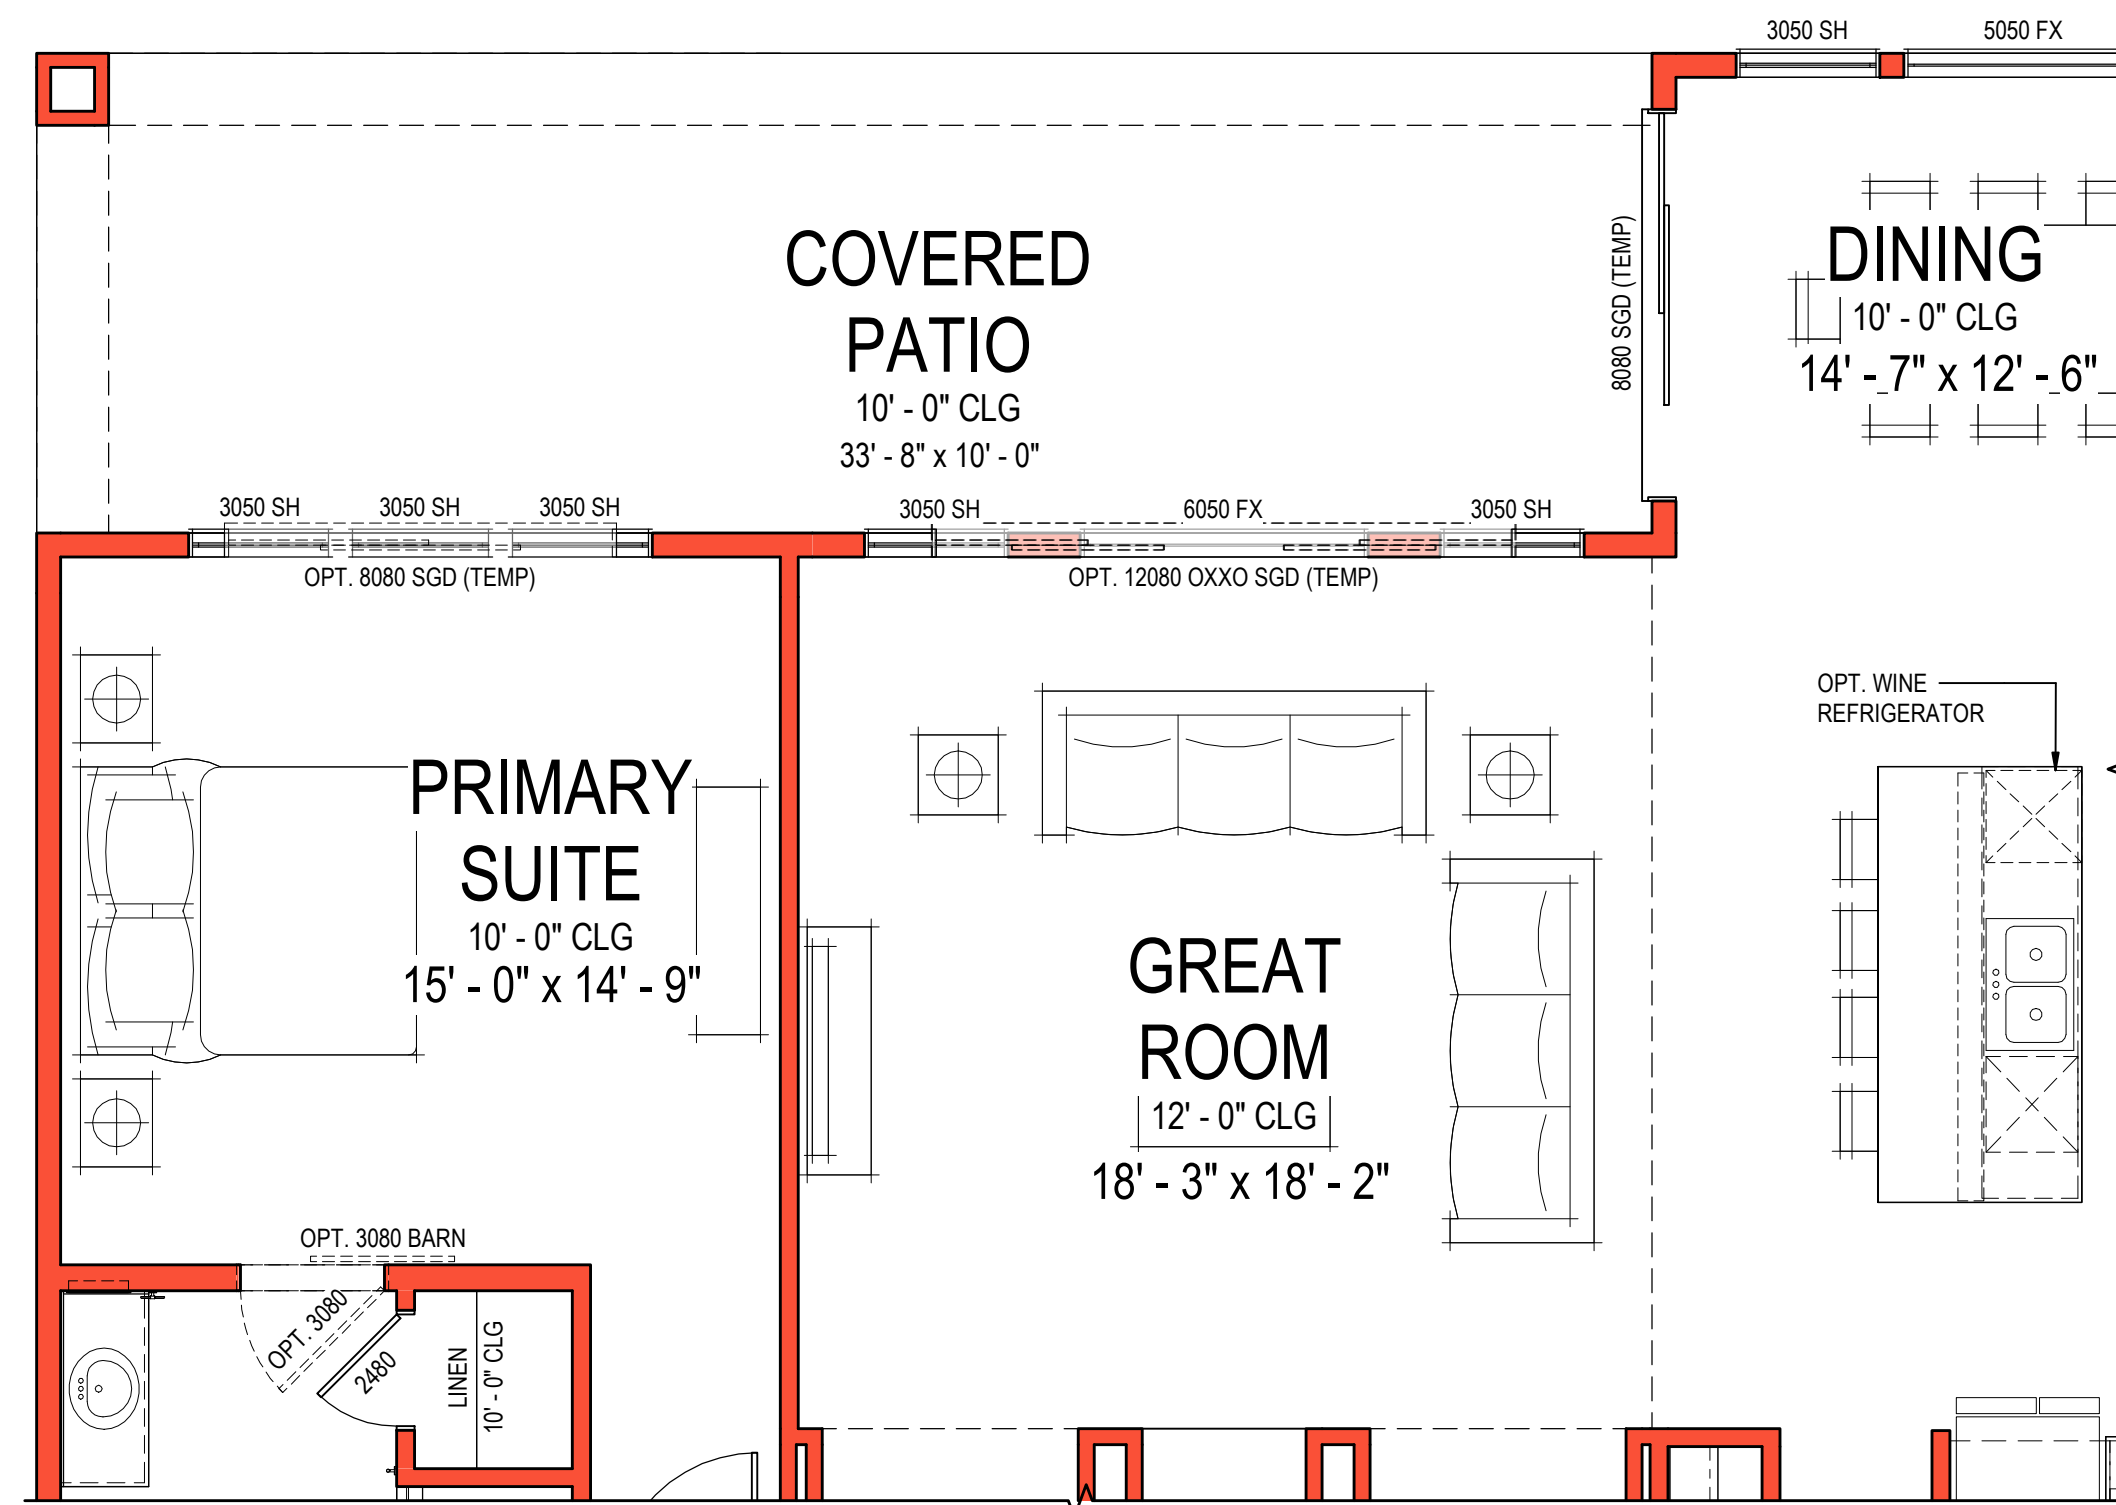 3050 SH
5050 FX
COVERED
PATIO
10' - 0" CLG
33' - 8" x 10' - 0"
8080 SGD (TEMP)
DINING
10' - 0" CLG
14' - 7" x 12' - 6"
3050 SH
3050 SH
3050 SH
3050 SH
6050 FX
3050 SH
OPT. 8080 SGD (TEMP)
OPT. 12080 OXXO SGD (TEMP)
OPT. WINE
REFRIGERATOR
PRIMARY
SUITE
10' - 0" CLG
15' - 0" x 14' - 9"
GREAT
ROOM
12' - 0" CLG
18' - 3" x 18' - 2"
OPT. 3080 BARN
OPT. 3080
2480
LINEN
10' - 0" CLG